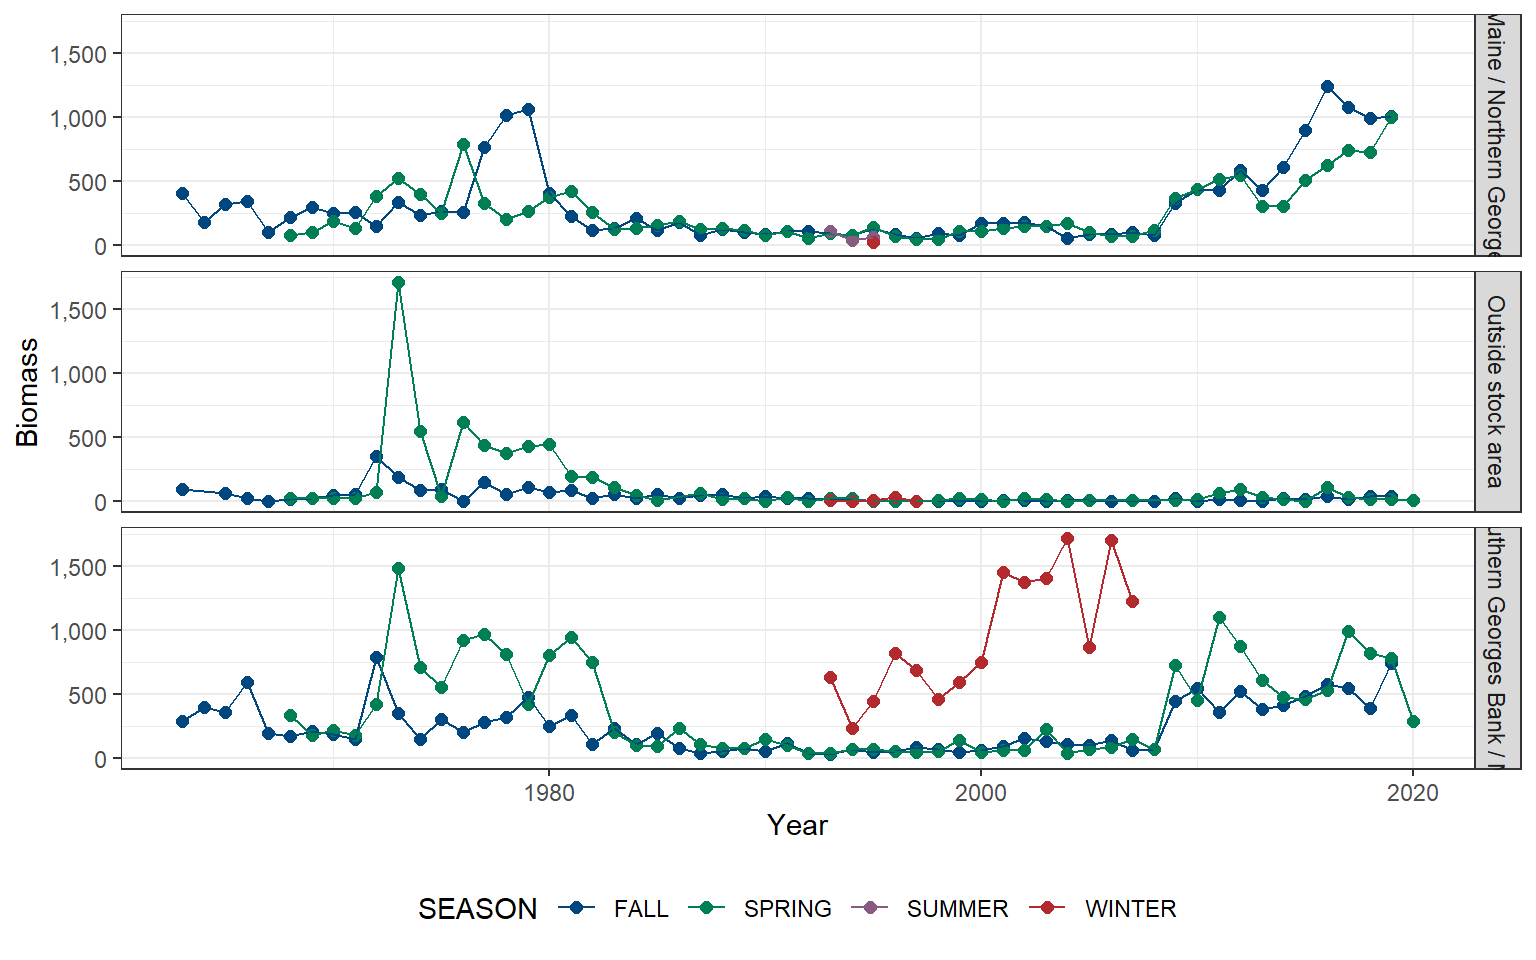 1,500
1,000
500
0
Maine / Northern George
1,500
1,000
500
0
Outside stock area
1,500
1,000
500
0
uthern Georges Bank /
Biomass
1980 2000 2020
Year
SEASON FALL SPRING SUMMER WINTER